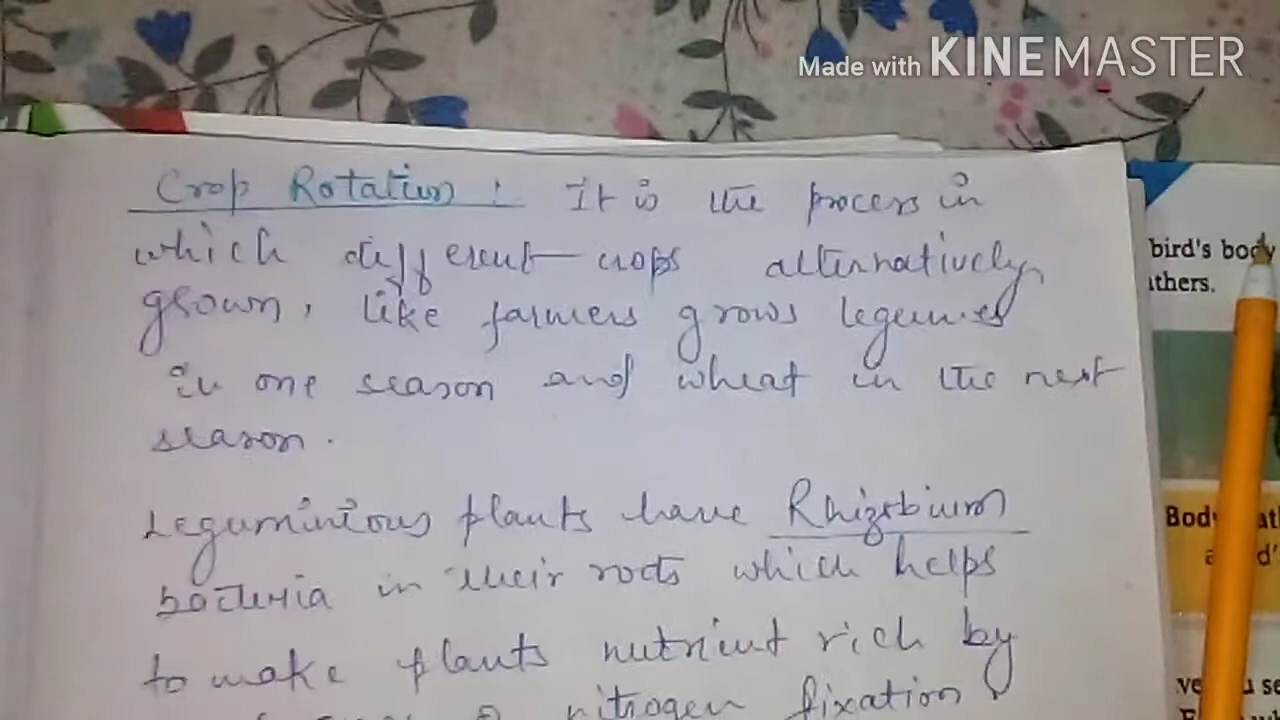 Made with KINEMASTER
Crop Rotation : It is the process in
which different crops alternatively
grown, like farmers grows legumes
in one season and wheat in the next
season.
Leguminious plants have Rhizobium
bacteria in their roots which helps
to make plants nutrient rich by
nitrogen fixation
bird's body
athers.
Body